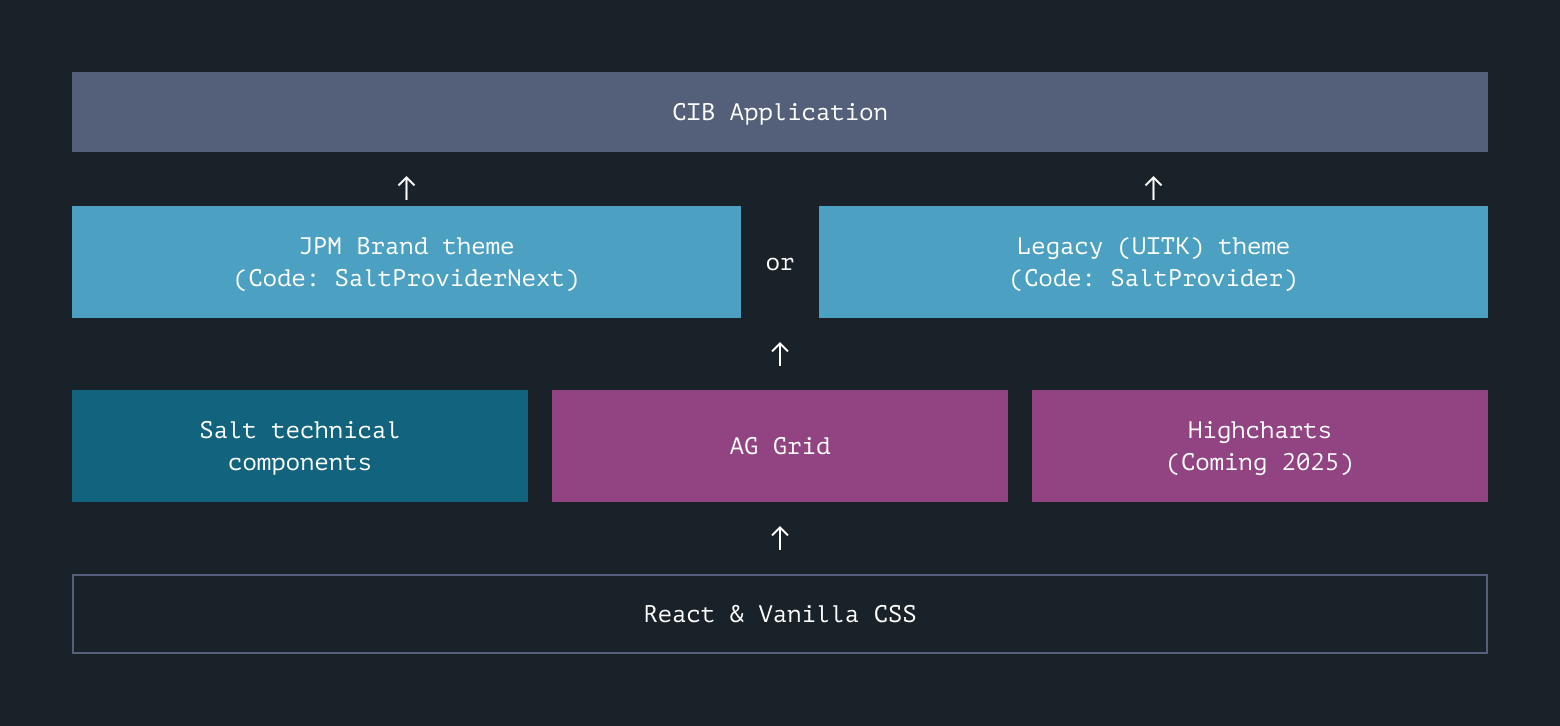 CIB Application
JPM Brand theme
(Code: SaltProviderNext)
or
Legacy (UITK) theme
(Code: SaltProvider)
Salt technical
components
AG Grid
Highcharts
(Coming 2025)
React & Vanilla CSS